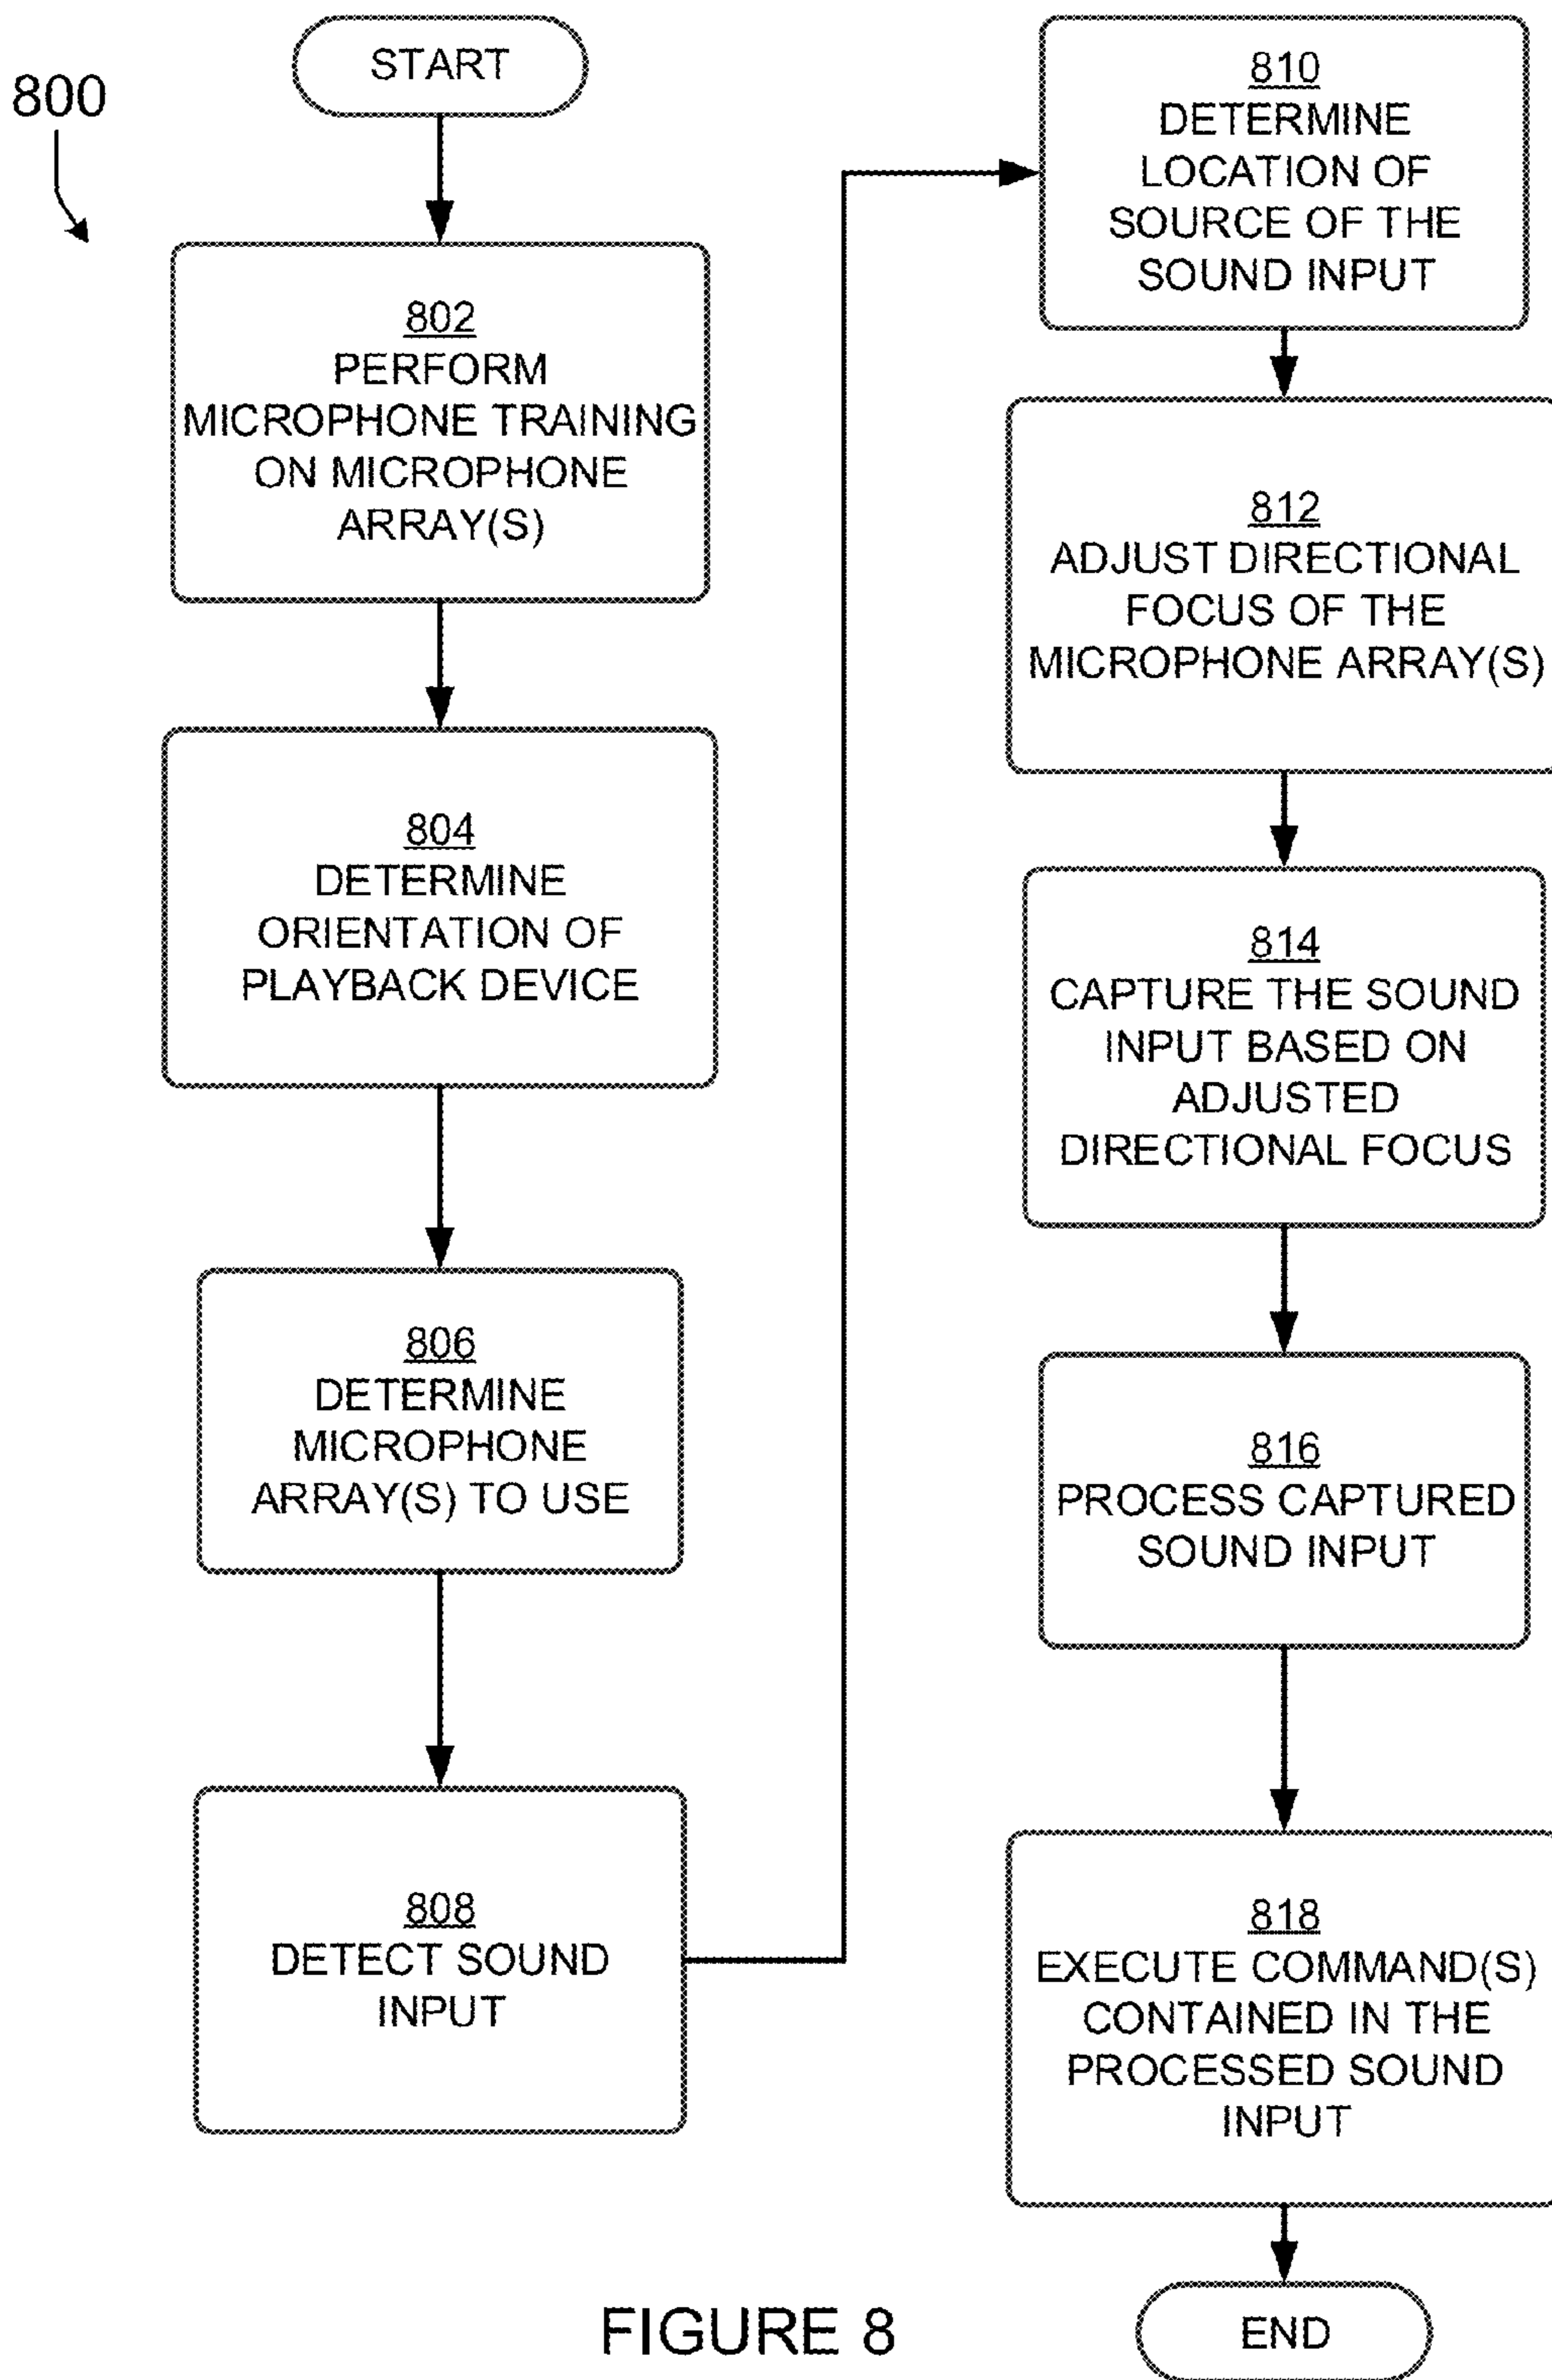 800
START
802
PERFORM
MICROPHONE TRAINING
ON MICROPHONE
ARRAY(S)
804
DETERMINE
ORIENTATION OF
PLAYBACK DEVICE
806
DETERMINE
MICROPHONE
ARRAY(S) TO USE
808
DETECT SOUND
INPUT
810
DETERMINE
LOCATION OF
SOURCE OF THE
SOUND INPUT
812
ADJUST DIRECTIONAL
FOCUS OF THE
MICROPHONE ARRAY(S)
814
CAPTURE THE SOUND
INPUT BASED ON
ADJUSTED
DIRECTIONAL FOCUS
816
PROCESS CAPTURED
SOUND INPUT
818
EXECUTE COMMAND(S)
CONTAINED IN THE
PROCESSED SOUND
INPUT
END
FIGURE 8